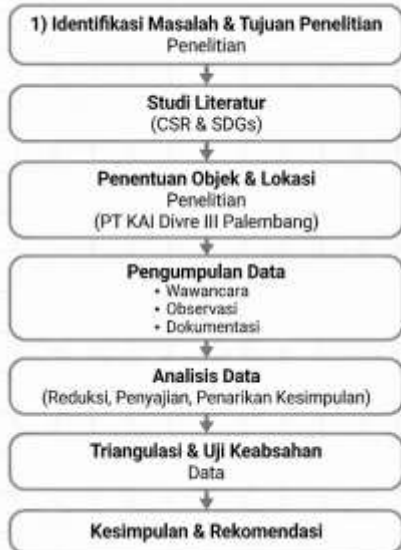 1) Identifikasi Masalah & Tujuan Penelitian
Penelitian
Studi Literatur
(CSR & SDGs)
Penentuan Objek & Lokasi
Penelitian
(PT KAI Divre III Palembang)
Pengumpulan Data
• Wawancara
• Observasi
• Dokumentasi
Analisis Data
(Reduksi, Penyajian, Penarikan Kesimpulan)
Triangulasi & Uji Keabsahan
Data
Kesimpulan & Rekomendasi